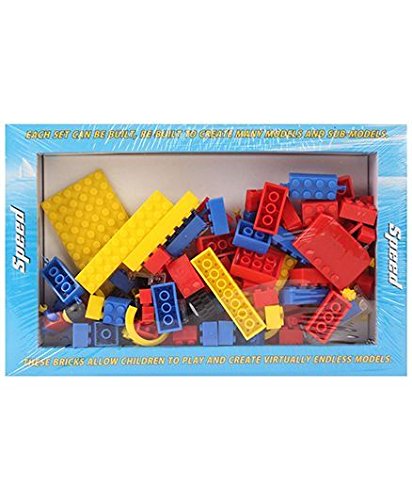 EACH SET CAN BE BUILT, RE BUILT TO CREATE MANY MODELS AND SUB-MODELS.
Speed
Speed
THESE BRICKS ALLOW CHILDREN TO PLAY AND CREATE VIRTUALLY ENDLESS MODELS.